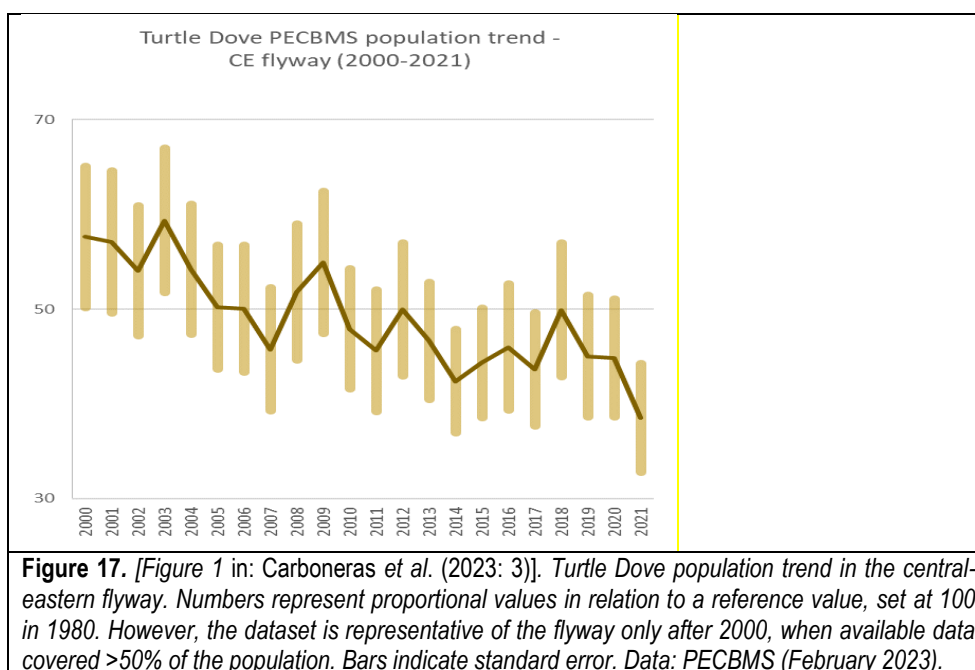 Turtle Dove PECBMS population trend -
CE flyway (2000-2021)
70
50
30
2000 2001 2002 2003 2004 2005 2006 2007 2008 2009 2010 2011 2012 2013 2014 2015 2016 2017 2018 2019 2020 2021
Figure 17. [Figure 1 in: Carboneras et al. (2023: 3)]. Turtle Dove population trend in the central-
eastern flyway. Numbers represent proportional values in relation to a reference value, set at 100
in 1980. However, the dataset is representative of the flyway only after 2000, when available data
covered >50% of the population. Bars indicate standard error. Data: PECBMS (February 2023).